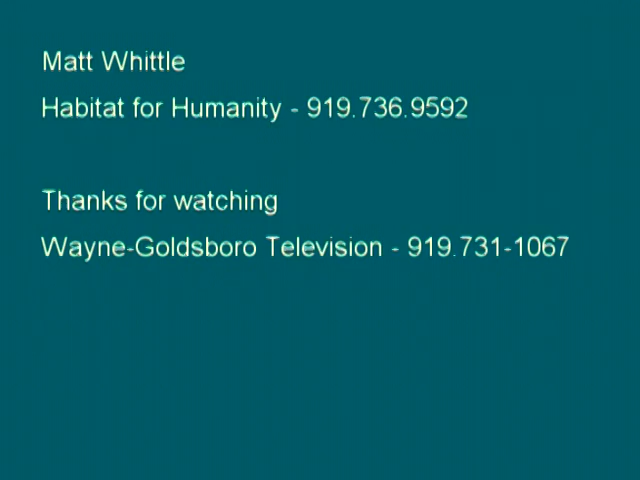 Matt Whittle
Habitat for Humanity - 919.736.9592
Thanks for watching
Wayne-Goldsboro Television - 919.731-1067